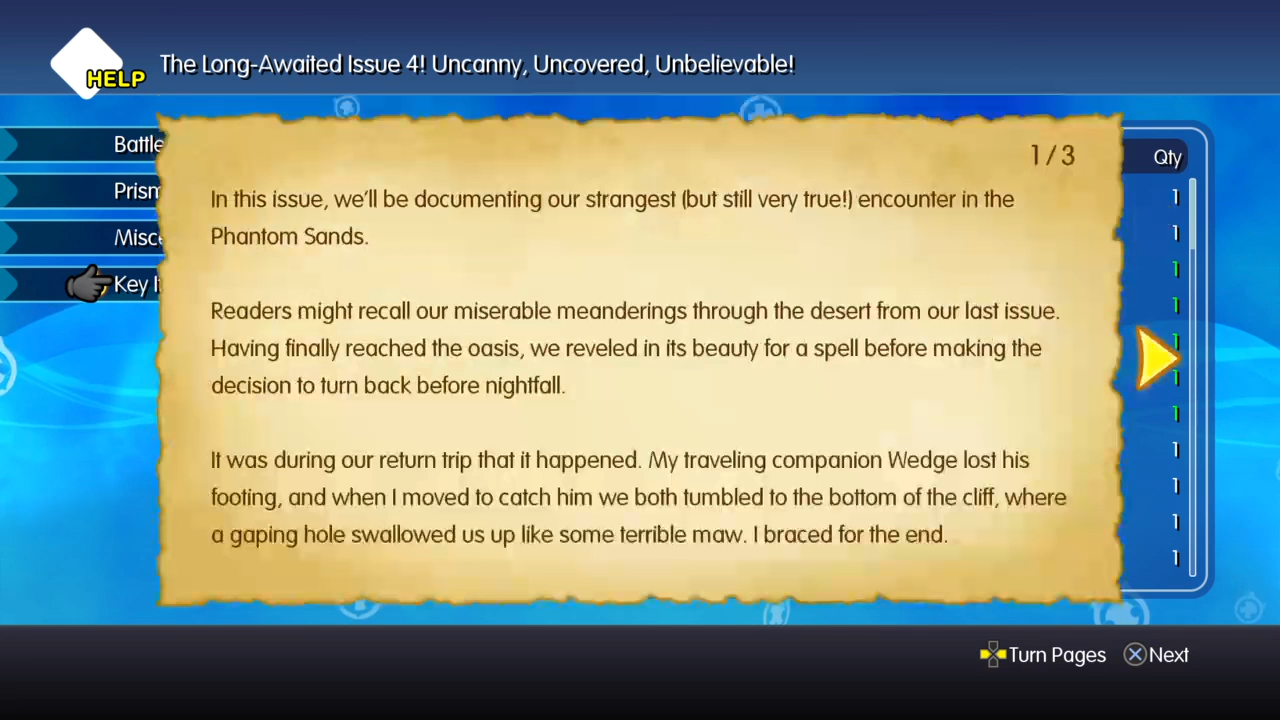 HELP
The Long-Awaited Issue 4! Uncanny, Uncovered, Unbelievable!
Battle
Prism
Misce
Key I
1/3
Qty
In this issue, we'll be documenting our strangest (but still very true!) encounter in the
Phantom Sands.
Readers might recall our miserable meanderings through the desert from our last issue.
Having finally reached the oasis, we reveled in its beauty for a spell before making the
decision to turn back before nightfall.
It was during our return trip that it happened. My traveling companion Wedge lost his
footing, and when I moved to catch him we both tumbled to the bottom of the cliff, where
a gaping hole swallowed us up like some terrible maw. I braced for the end.
1
1
1
1
1
1
1
1
1
1
1
Turn Pages
Next